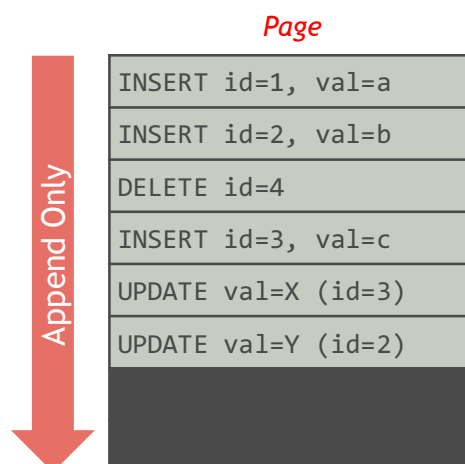 Page
Append Only
INSERT id=1, val=a
INSERT id=2, val=b
DELETE id=4
INSERT id=3, val=c
UPDATE val=X (id=3)
UPDATE val=Y (id=2)